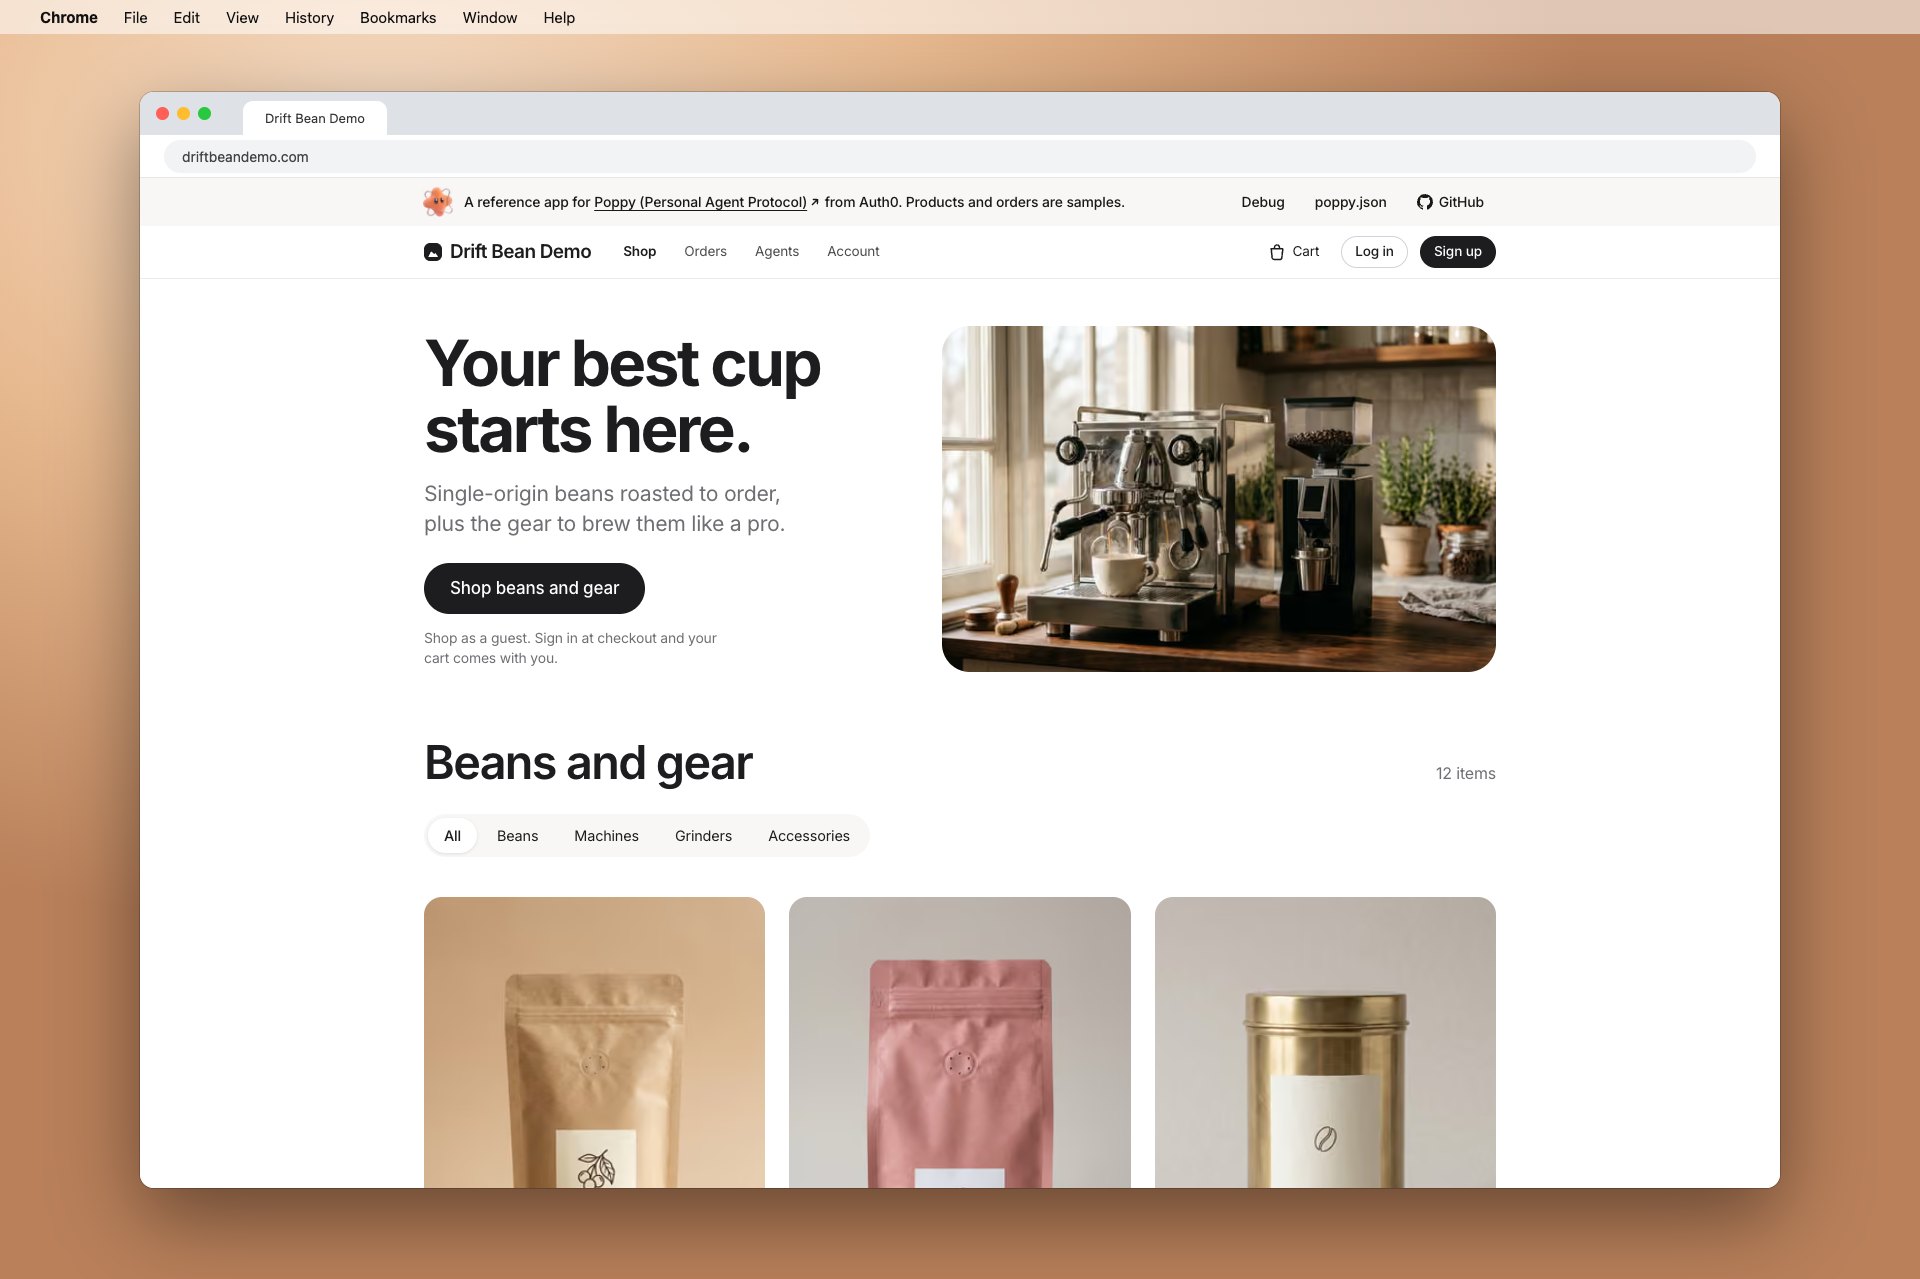 Chrome File Edit View History Bookmarks Window Help
Drift Bean Demo
driftbeandemo.com
A reference app for Poppy (Personal Agent Protocol) ↗ from Auth0. Products and orders are samples. Debug poppy.json GitHub
Drift Bean Demo Shop Orders Agents Account Cart Log in Sign up
Your best cup
starts here.
Single-origin beans roasted to order,
plus the gear to brew them like a pro.
Shop beans and gear
Shop as a guest. Sign in at checkout and your
cart comes with you.
Beans and gear
12 items
All Beans Machines Grinders Accessories